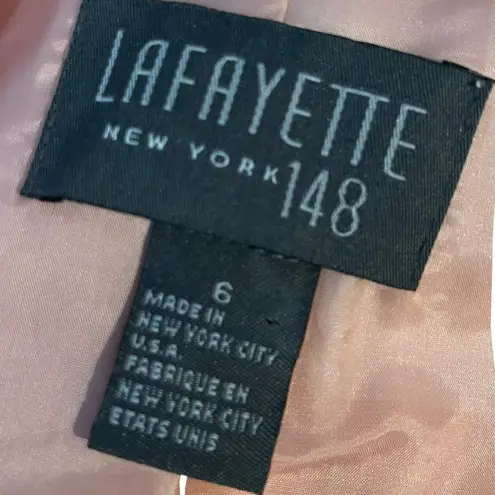 LAFAYETTE
NEW YORK 148
6
MADE IN
NEW YORK CITY
U.S.A.
FABRIQUE EN
NEW YORK CITY
ETATS UNIS